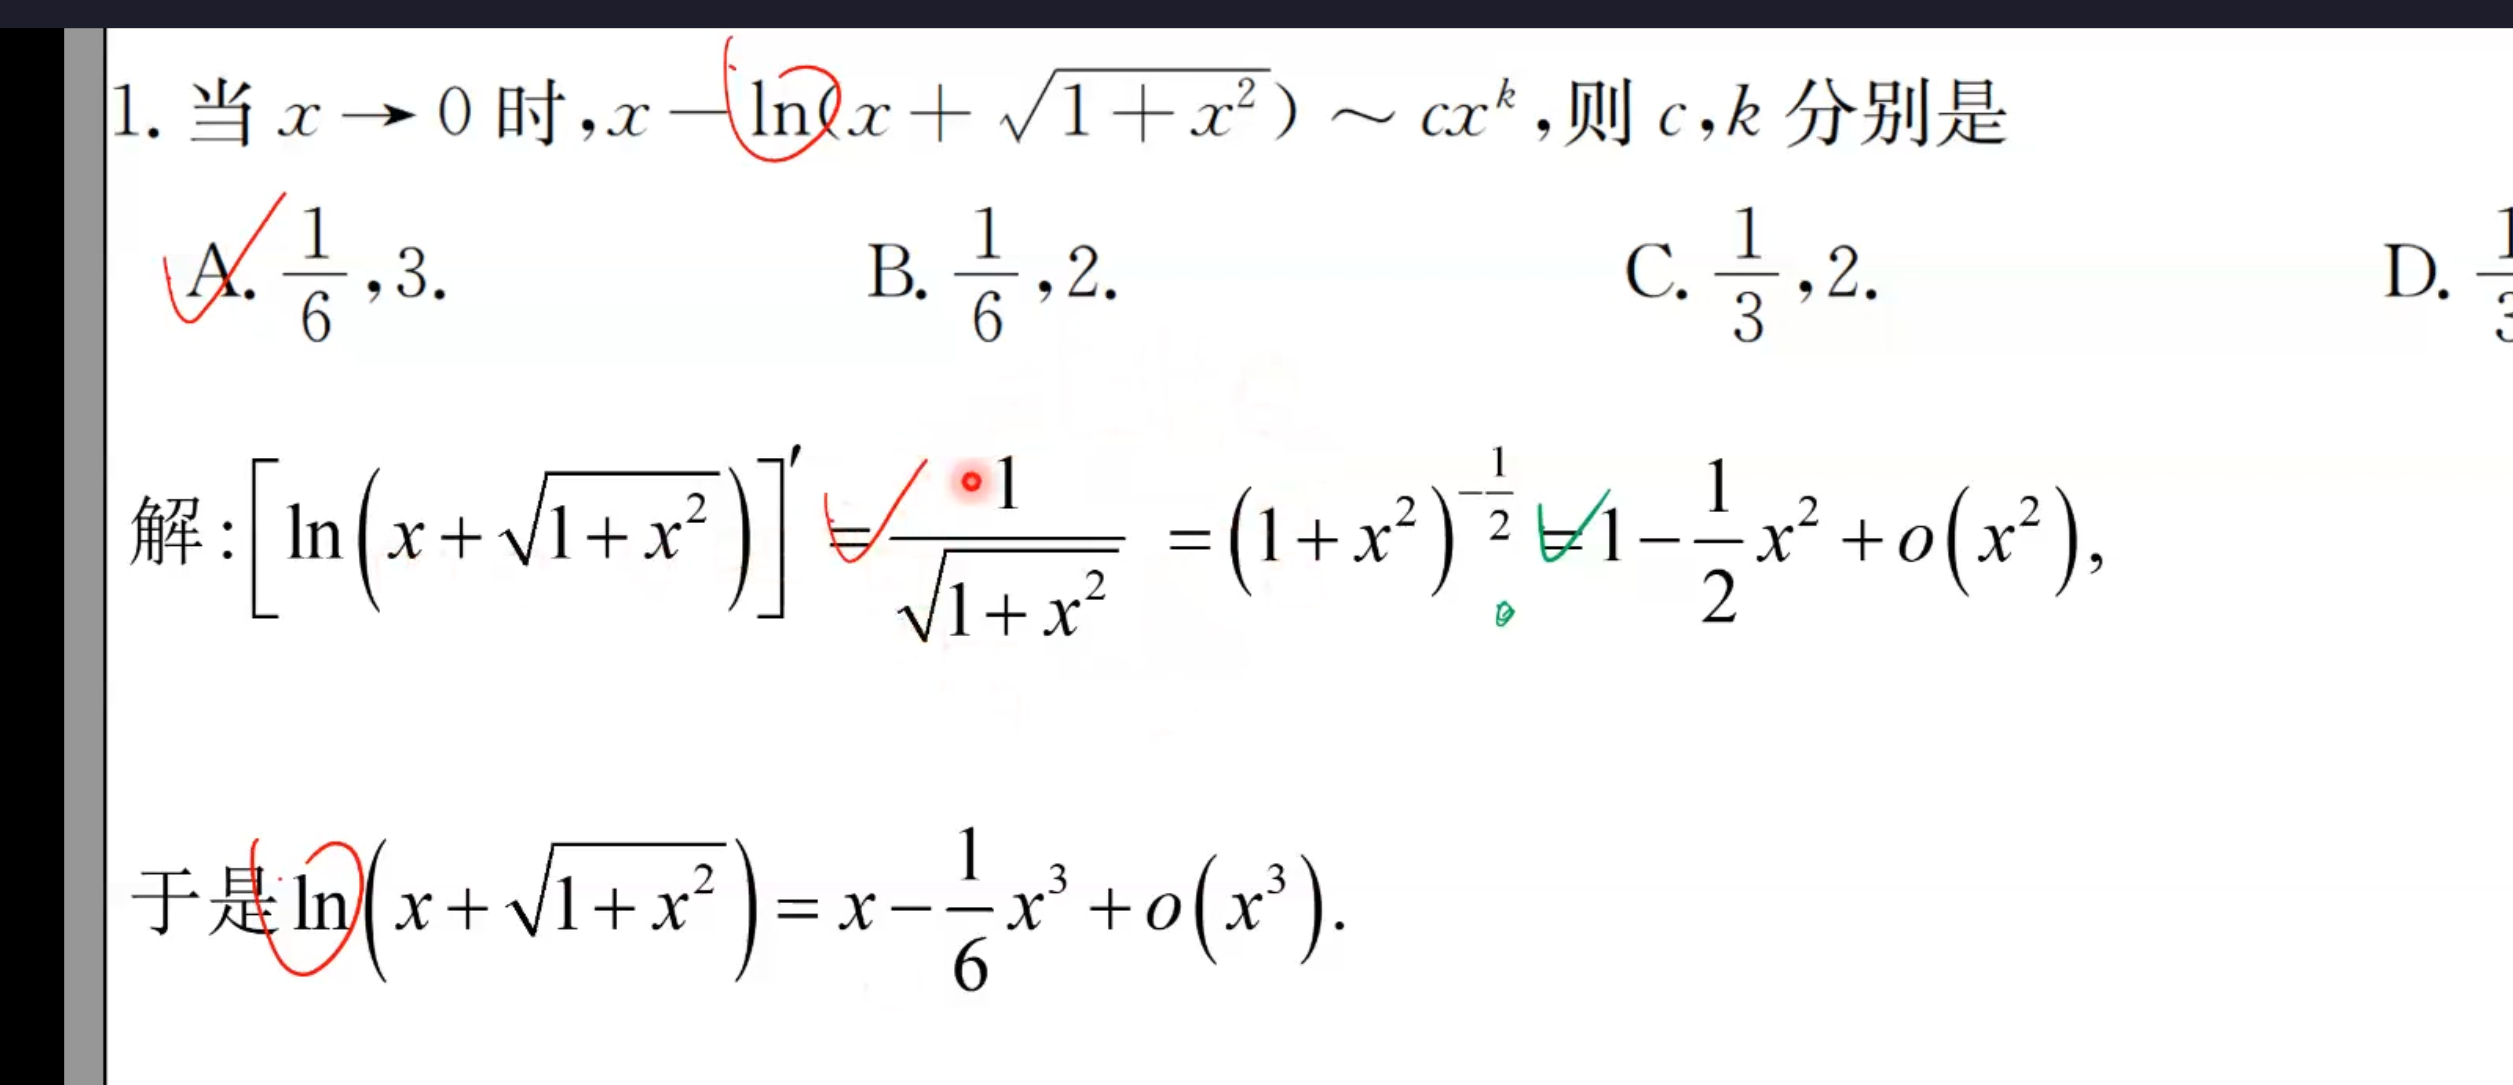 1. 当 x → 0 时,x − ln(x + √(1 + x²)) ~ cx^k,则 c,k 分别是
A. 1/6,3. B. 1/6,2. C. 1/3,2. D.
解:[ln(x+√(1+x²))]′ = 1/√(1+x²) = (1+x²)^(−1/2) = 1 − 1/2 x² + o(x²),
于是 ln(x+√(1+x²)) = x − 1/6 x³ + o(x³).